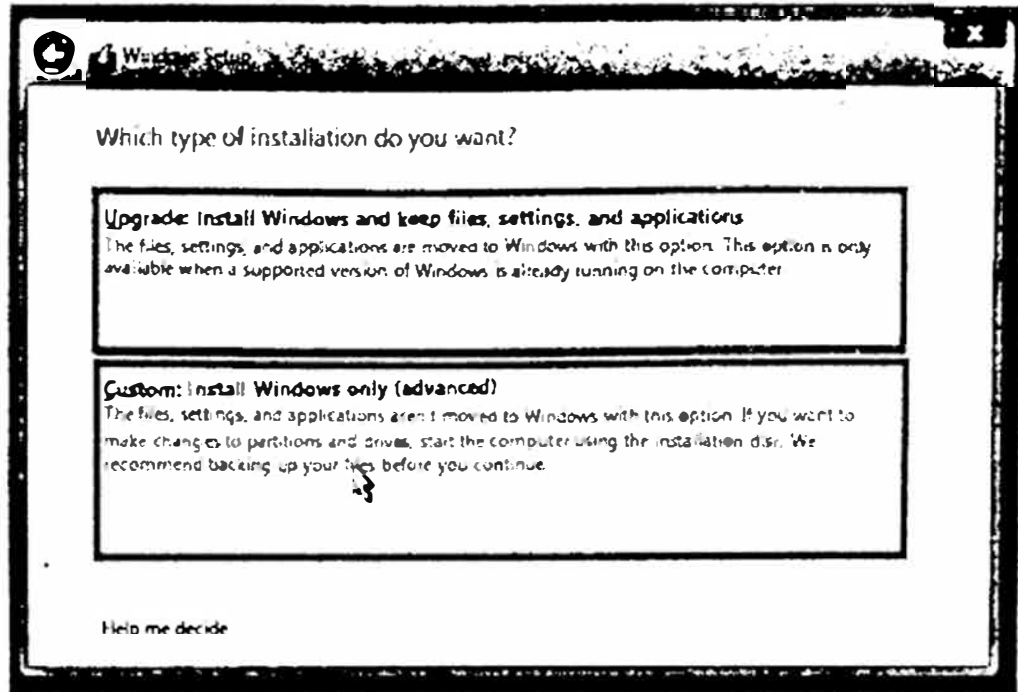 Windows Setup
Which type of installation do you want?
Upgrade: Install Windows and keep files, settings, and applications
The files, settings, and applications are moved to Windows with this option. This option is only
available when a supported version of Windows is already running on the computer.
Custom: Install Windows only (advanced)
The files, settings, and applications aren't moved to Windows with this option. If you want to
make changes to partitions and drives, start the computer using the installation disc. We
recommend backing up your files before you continue.
Help me decide